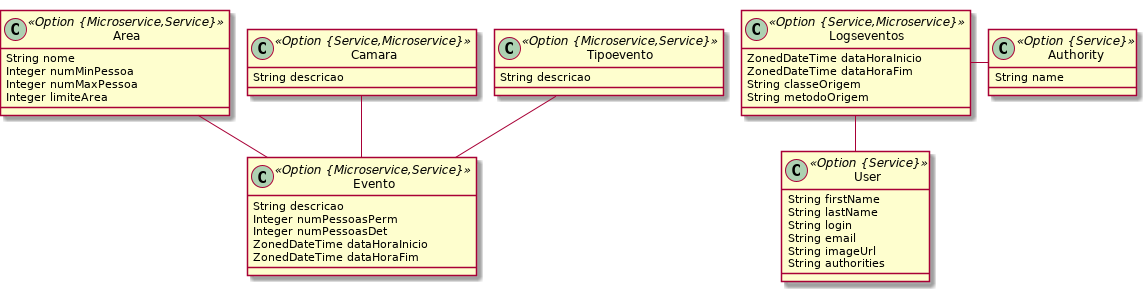 C
<<Option {Microservice,Service}>>
Area
String nome
Integer numMinPessoa
Integer numMaxPessoa
Integer limiteArea
C
<<Option {Service,Microservice}>>
Camara
String descricao
C
<<Option {Microservice,Service}>>
Tipoevento
String descricao
C
<<Option {Service,Microservice}>>
Logseventos
ZonedDateTime dataHoraInicio
ZonedDateTime dataHoraFim
String classeOrigem
String metodoOrigem
C
<<Option {Service,Microservice}>>
Authority
String name
C
<<Option {Microservice,Service}>>
Evento
String descricao
Integer numPessoasPerm
Integer numPessoasDet
ZonedDateTime dataHoraInicio
ZonedDateTime dataHoraFim
C
<<Option {Service}>>
User
String firstName
String lastName
String login
String email
String imageUrl
String authorities